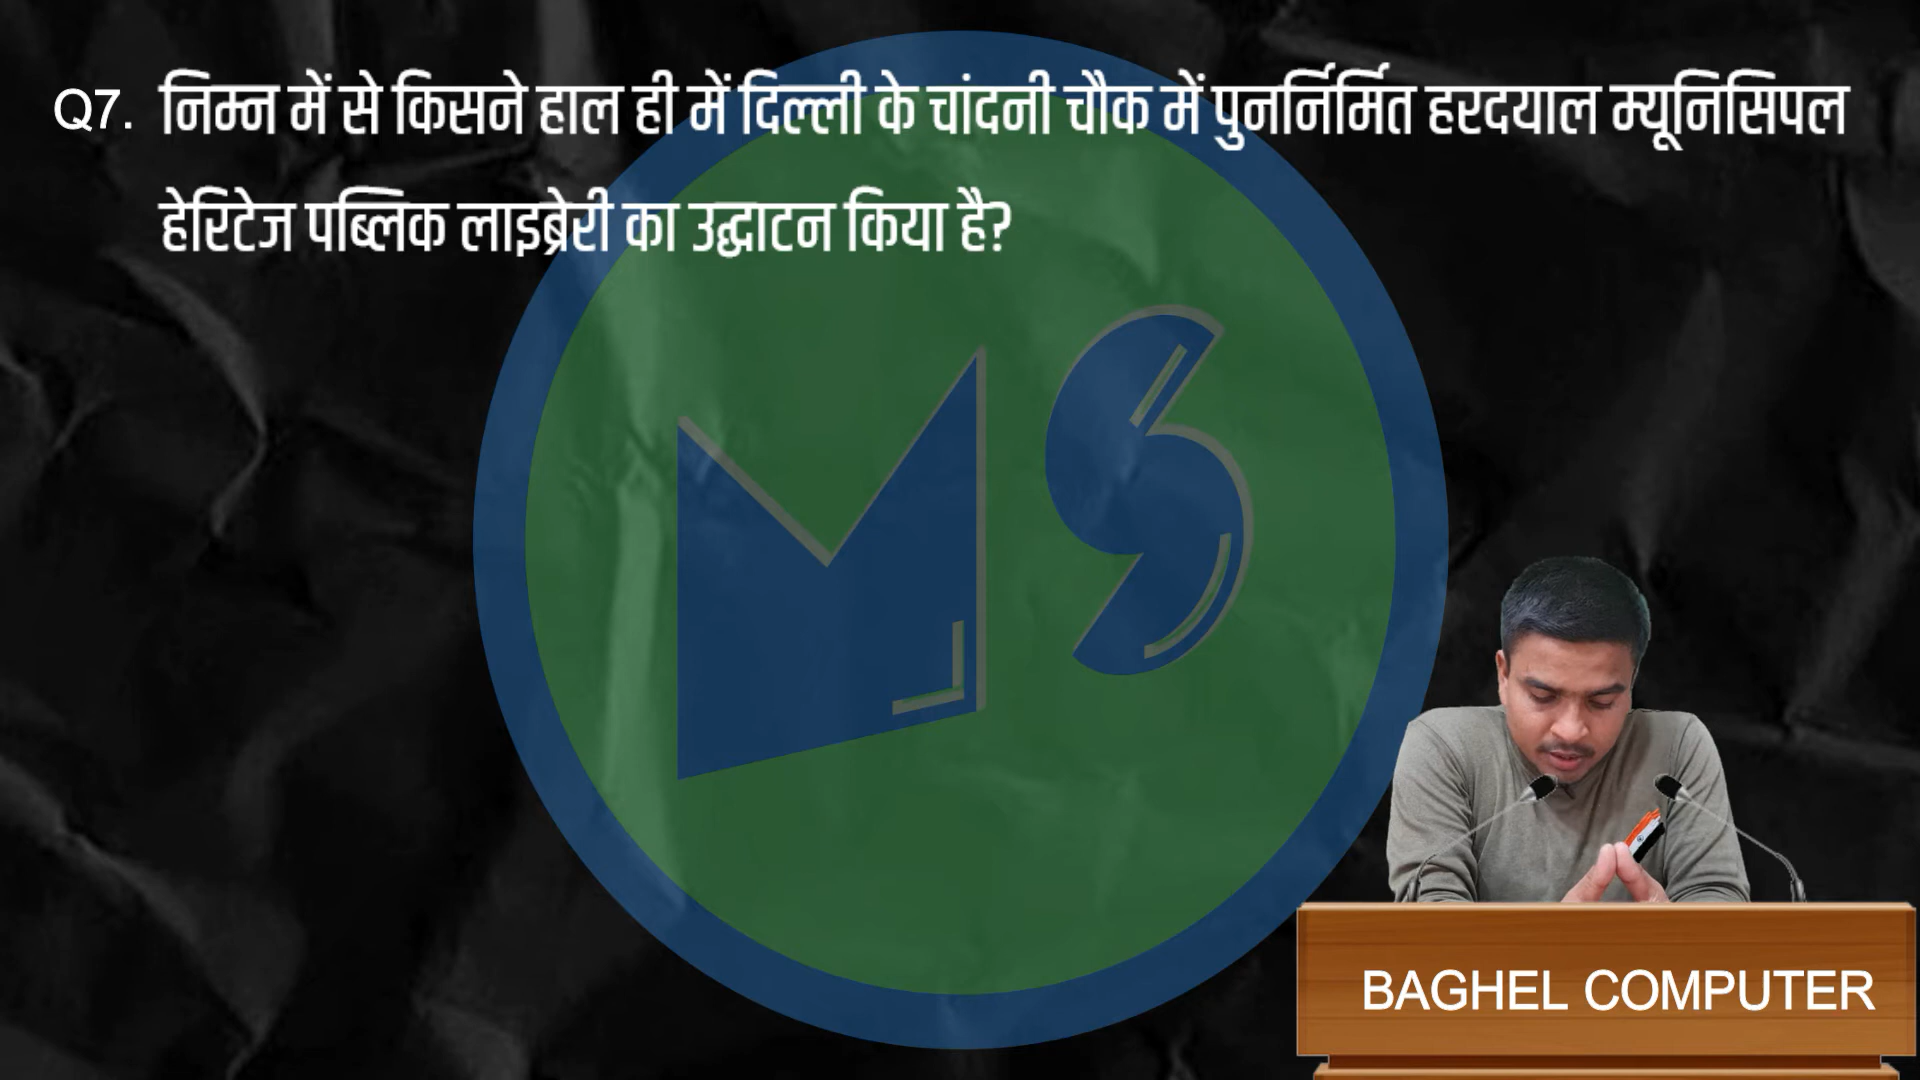 Q7. निम्न में से किसने हाल ही में दिल्ली के चांदनी चौक में पुनर्निर्मित हरदयाल म्यूनिसिपल
हेरिटेज पब्लिक लाइब्रेरी का उद्घाटन किया है?
MS
BAGHEL COMPUTER